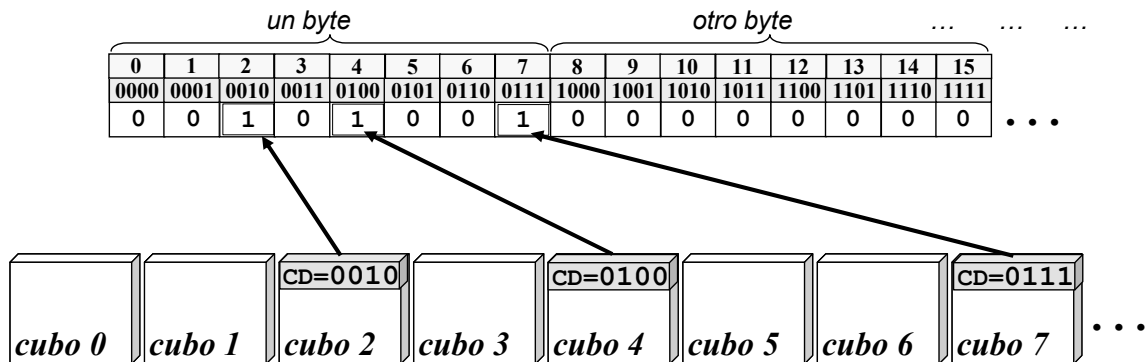 un byte otro byte … … …
0 1 2 3 4 5 6 7 8 9 10 11 12 13 14 15
0000 0001 0010 0011 0100 0101 0110 0111 1000 1001 1010 1011 1100 1101 1110 1111
0 0 1 0 1 0 0 1 0 0 0 0 0 0 0 0 ...
CD=0010 CD=0100 CD=0111
cubo 0 cubo 1 cubo 2 cubo 3 cubo 4 cubo 5 cubo 6 cubo 7 ...